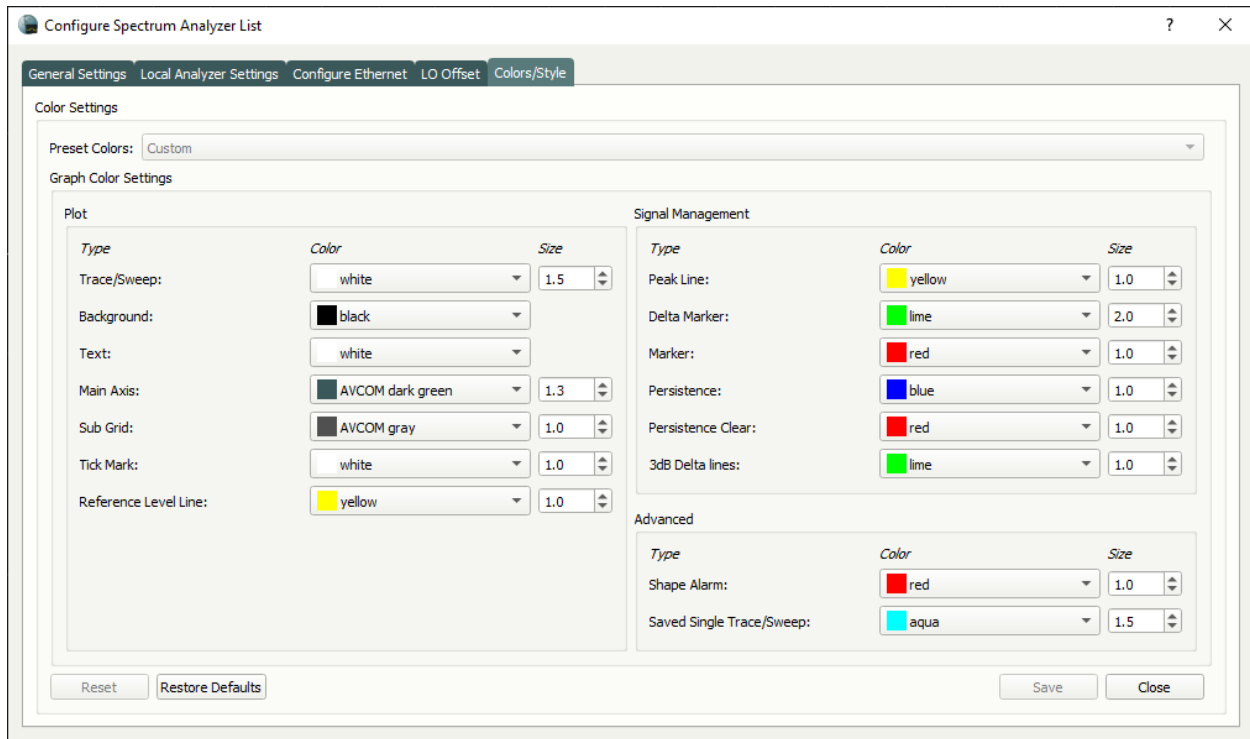 Configure Spectrum Analyzer List
?
General Settings Local Analyzer Settings Configure Ethernet LO Offset Colors/Style
Color Settings
Preset Colors: Custom
Graph Color Settings
Plot
Type Color Size
Trace/Sweep: white 1.5
Background: black
Text: white
Main Axis: AVCOM dark green 1.3
Sub Grid: AVCOM gray 1.0
Tick Mark: white 1.0
Reference Level Line: yellow 1.0
Signal Management
Type Color Size
Peak Line: yellow 1.0
Delta Marker: lime 2.0
Marker: red 1.0
Persistence: blue 1.0
Persistence Clear: red 1.0
3dB Delta lines: lime 1.0
Advanced
Type Color Size
Shape Alarm: red 1.0
Saved Single Trace/Sweep: aqua 1.5
Reset Restore Defaults Save Close